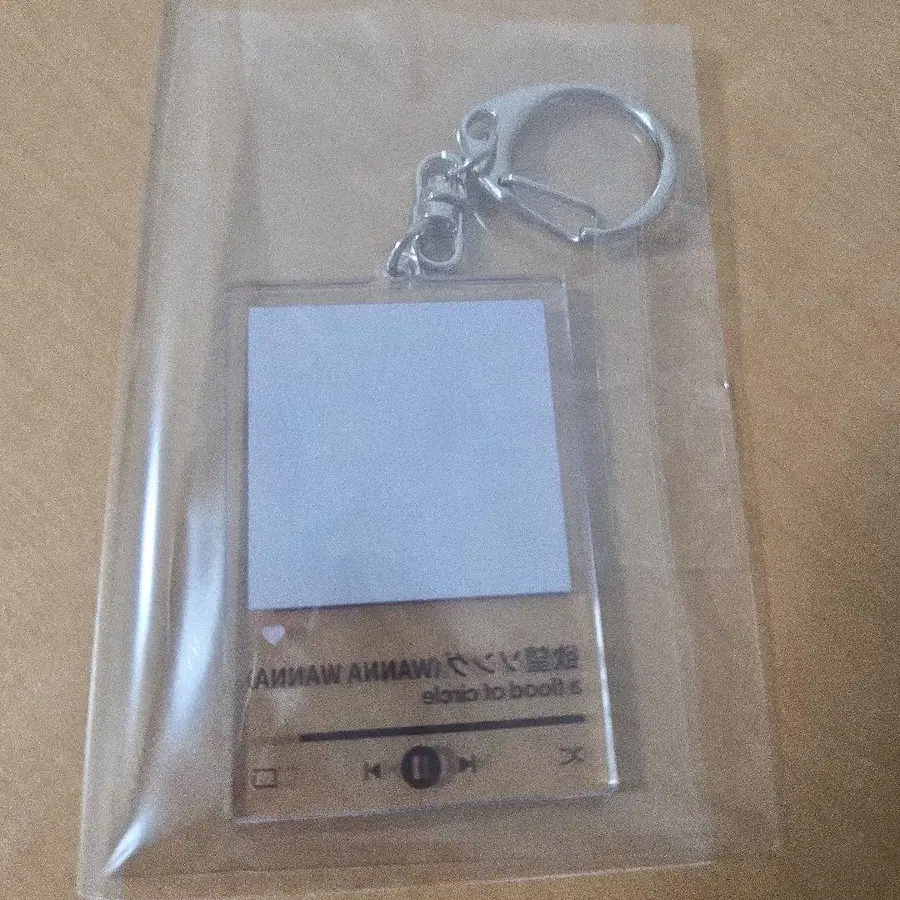 欲望ソング (WANNA WANNA)
a flood of circle